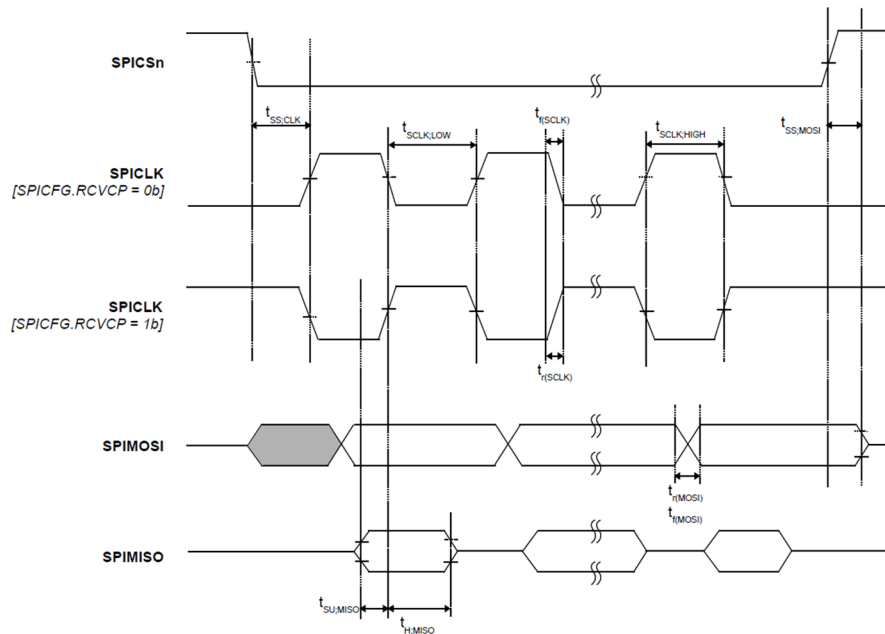 SPICSn
tSS;CLK
tSCLK;LOW
tf(SCLK)
tSCLK;HIGH
tSS;MOSI
SPICLK
[SPICFG.RCVCP = 0b]
SPICLK
[SPICFG.RCVCP = 1b]
tr(SCLK)
SPIMOSI
tr(MOSI)
tf(MOSI)
SPIMISO
tSU;MISO
tH;MISO